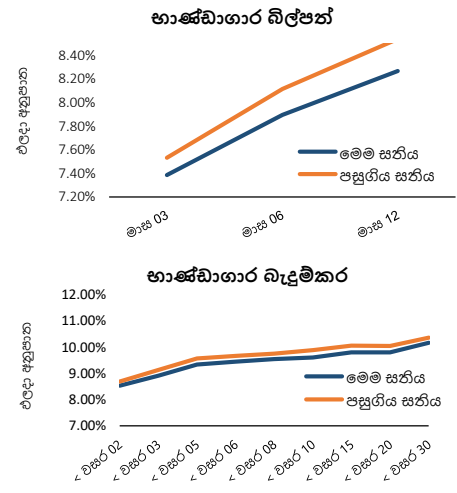 භාණ්ඩාගාර බිල්පත්
ඵලදා අනුපාත
8.40%
8.20%
8.00%
7.80%
7.60%
7.40%
7.20%
මෙම සතිය
පසුගිය සතිය
මාස 03
මාස 06
මාස 12
භාණ්ඩාගාර බැදුම්කර
ඵලදා අනුපාත
12.00%
11.00%
10.00%
9.00%
8.00%
7.00%
මෙම සතිය
පසුගිය සතිය
< වසර 02
< වසර 03
< වසර 05
< වසර 06
< වසර 08
< වසර 10
< වසර 15
< වසර 20
< වසර 30